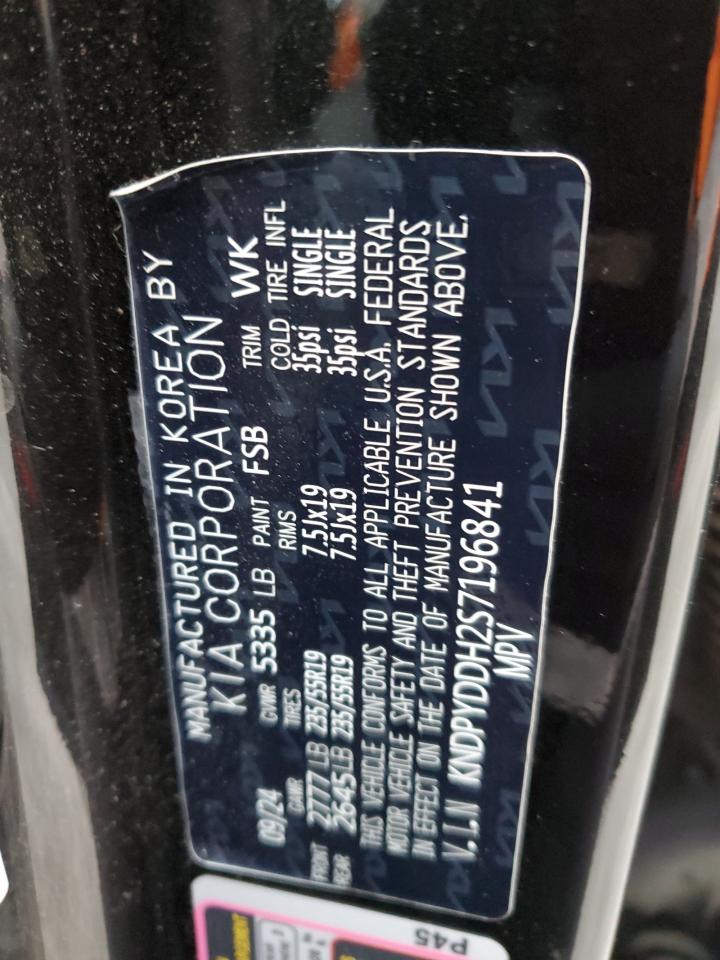 MANUFACTURED IN KOREA BY
KIA CORPORATION
09/24 GVWR 5335 LB PAINT FSB TRIM WK
GAWR TIRES RIMS COLD TIRE INFL
FRONT 2777 LB 235/55R19 7.5Jx19 35psi SINGLE
REAR 2645 LB 235/55R19 7.5Jx19 35psi SINGLE
THIS VEHICLE CONFORMS TO ALL APPLICABLE U.S.A. FEDERAL
MOTOR VEHICLE SAFETY AND THEFT PREVENTION STANDARDS
IN EFFECT ON THE DATE OF MANUFACTURE SHOWN ABOVE.
V.I.N KNDPYDDH2S7196841
MPV
P45